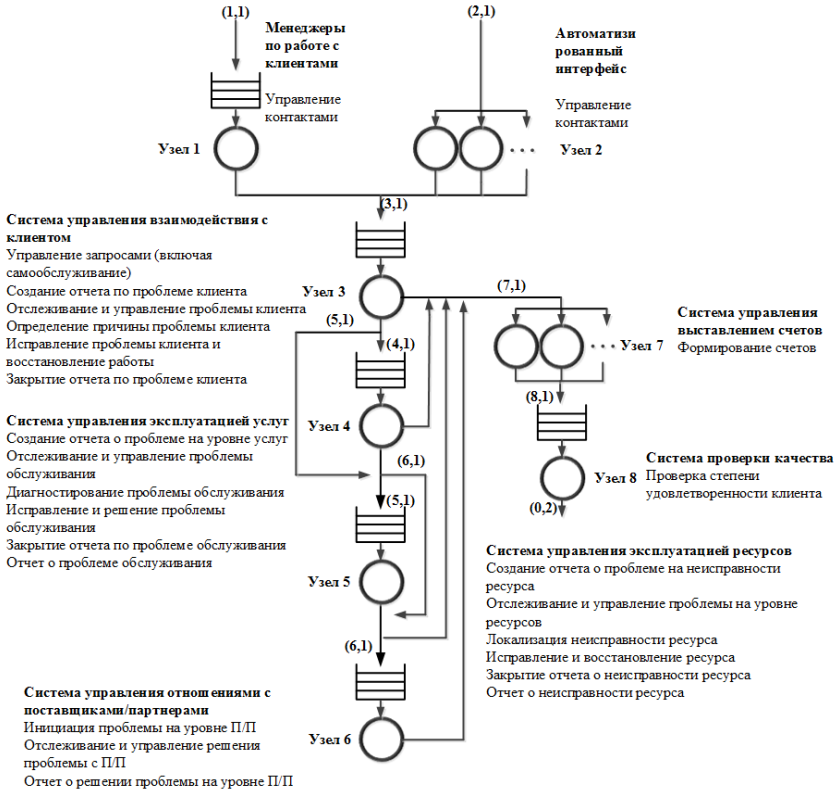 (1,1)
Менеджеры
по работе с
клиентами
Управление
контактами
Узел 1
(2,1)
Автоматизи
рованный
интерфейс
Управление
контактами
Узел 2
(3,1)
Система управления взаимодействия с
клиентом
Управление запросами (включая
самообслуживание)
Создание отчета по проблеме клиента
Отслеживание и управление проблемы клиента
Определение причины проблемы клиента
Исправление проблемы клиента и
восстановление работы
Закрытие отчета по проблеме клиента
Узел 3
(7,1)
(5,1)
(4,1)
Система управления
выставлением счетов
Формирование счетов
Узел 7
(8,1)
Система управления эксплуатацией услуг
Создание отчета о проблеме на уровне услуг
Отслеживание и управление проблемы
обслуживания
Диагностирование проблемы обслуживания
Исправление и решение проблемы
обслуживания
Закрытие отчета по проблеме обслуживания
Отчет о проблеме обслуживания
Узел 4
(6,1)
(5,1)
Система проверки качества
Проверка степени
удовлетворенности клиента
Узел 8
(0,2)
Узел 5
Система управления эксплуатацией ресурсов
Создание отчета о проблеме на неисправности
ресурса
Отслеживание и управление проблемы на уровне
ресурсов
Локализация неисправности ресурса
Исправление и восстановление ресурса
Закрытие отчета о неисправности ресурса
Отчет о неисправности ресурса
(6,1)
Система управления отношениями с
поставщиками/партнерами
Инициация проблемы на уровне П/П
Отслеживание и управление решения
проблемы с П/П
Отчет о решении проблемы на уровне П/П
Узел 6